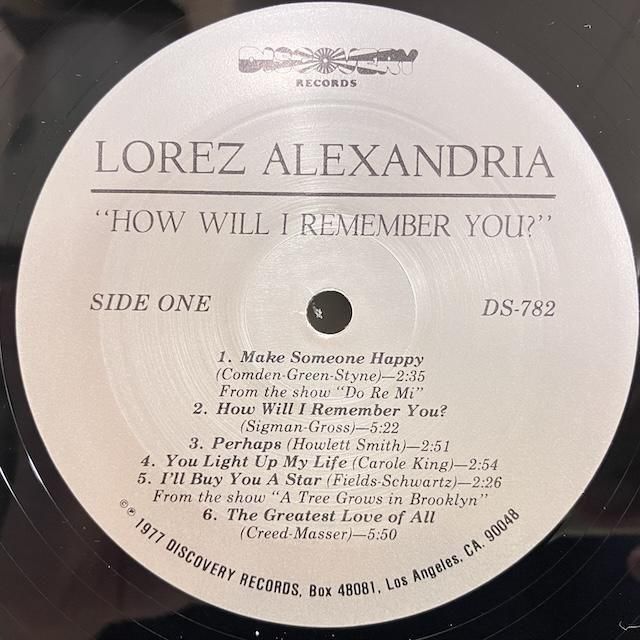 DISCOVERY
RECORDS
LOREZ ALEXANDRIA
"HOW WILL I REMEMBER YOU?"
SIDE ONE
DS-782
1. Make Someone Happy
(Comden-Green-Styne)—2:35
From the show "Do Re Mi"
2. How Will I Remember You?
(Sigman-Gross)—5:22
3. Perhaps (Howlett Smith)—2:51
4. You Light Up My Life (Carole King)—2:54
5. I'll Buy You A Star (Fields-Schwartz)—2:26
From the show "A Tree Grows in Brooklyn"
6. The Greatest Love of All
(Creed-Masser)—5:50
©℗ 1977 DISCOVERY RECORDS, Box 48081, Los Angeles, CA. 90048